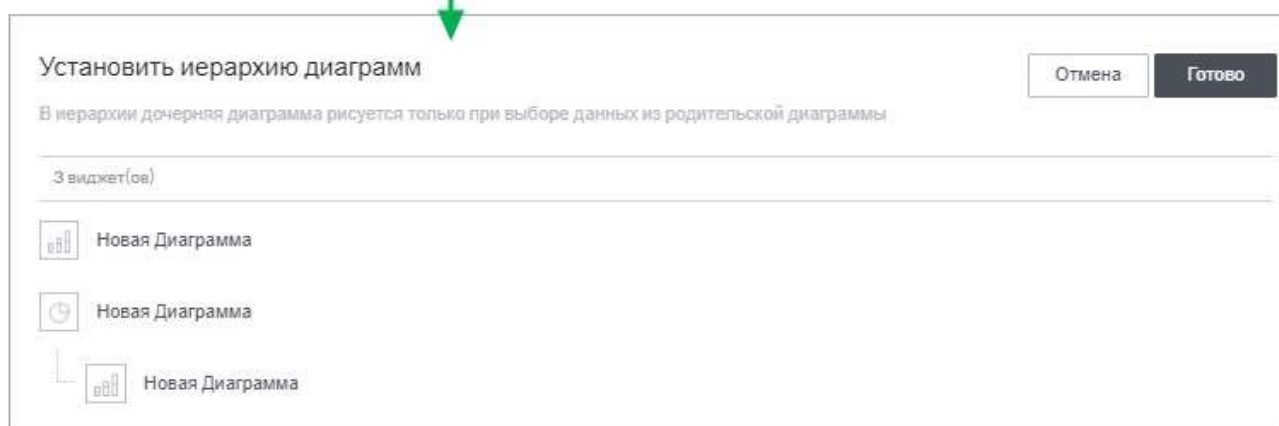 Установить иерархию диаграмм
Отмена
Готово
В иерархии дочерняя диаграмма рисуется только при выборе данных из родительской диаграммы
3 виджет(ов)
Новая Диаграмма
Новая Диаграмма
Новая Диаграмма